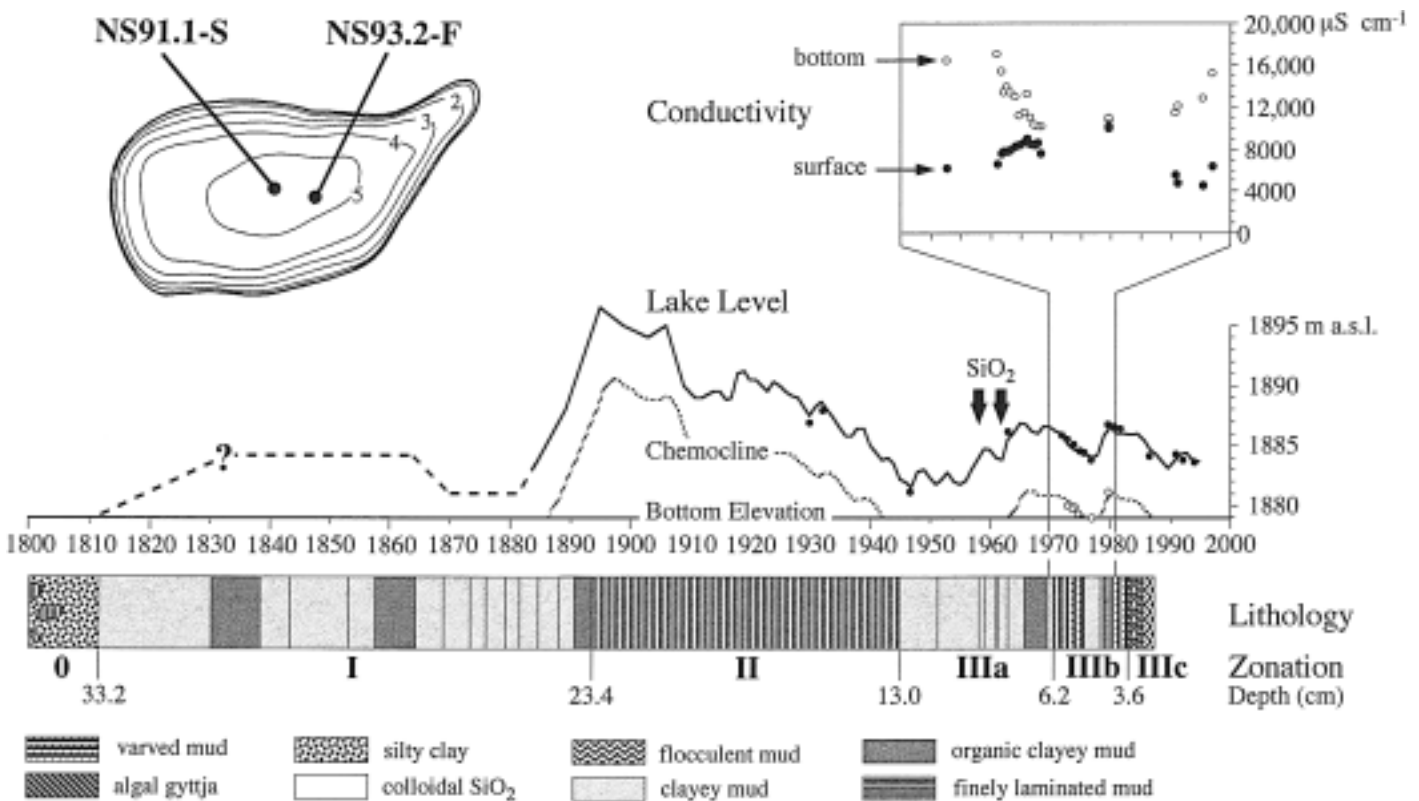 NS91.1-S NS93.2-F
2
3
4
5
Conductivity
bottom
surface
20,000 µS cm-1
16,000
12,000
8000
4000
0
Lake Level
1895 m a.s.l.
1890
1885
1880
SiO2
?
Chemocline
Bottom Elevation
1800 1810 1820 1830 1840 1850 1860 1870 1880 1890 1900 1910 1920 1930 1940 1950 1960 1970 1980 1990 2000
Lithology
0 I II IIIa IIIb IIIc Zonation
33.2 23.4 13.0 6.2 3.6 Depth (cm)
varved mud silty clay flocculent mud organic clayey mud
algal gyttja colloidal SiO2 clayey mud finely laminated mud